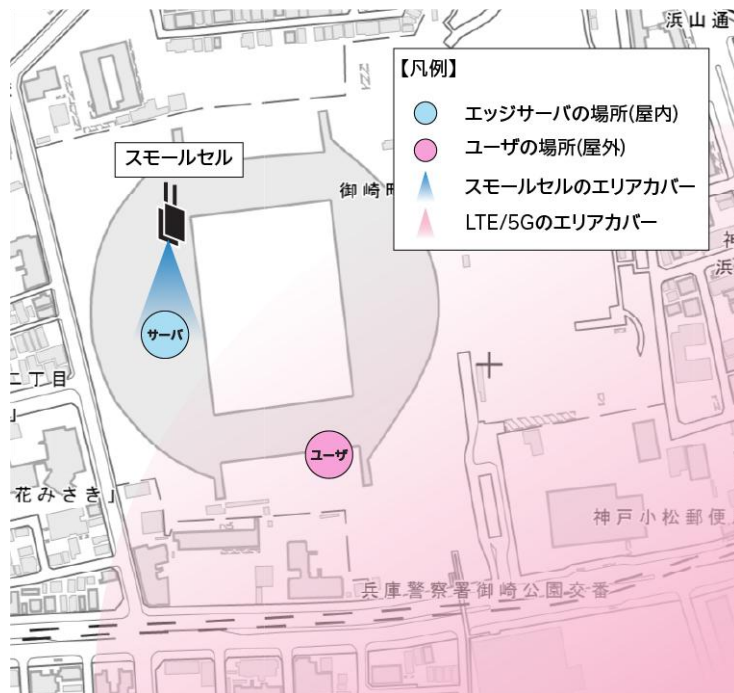 浜山通
【凡例】
エッジサーバの場所(屋内)
ユーザの場所(屋外)
スモールセルのエリアカバー
LTE/5Gのエリアカバー
スモールセル
御崎町
サーバ
二丁目
」
ユーザ
花みさき」
神戸小松郵便
兵庫警察署御崎公園交番
浜